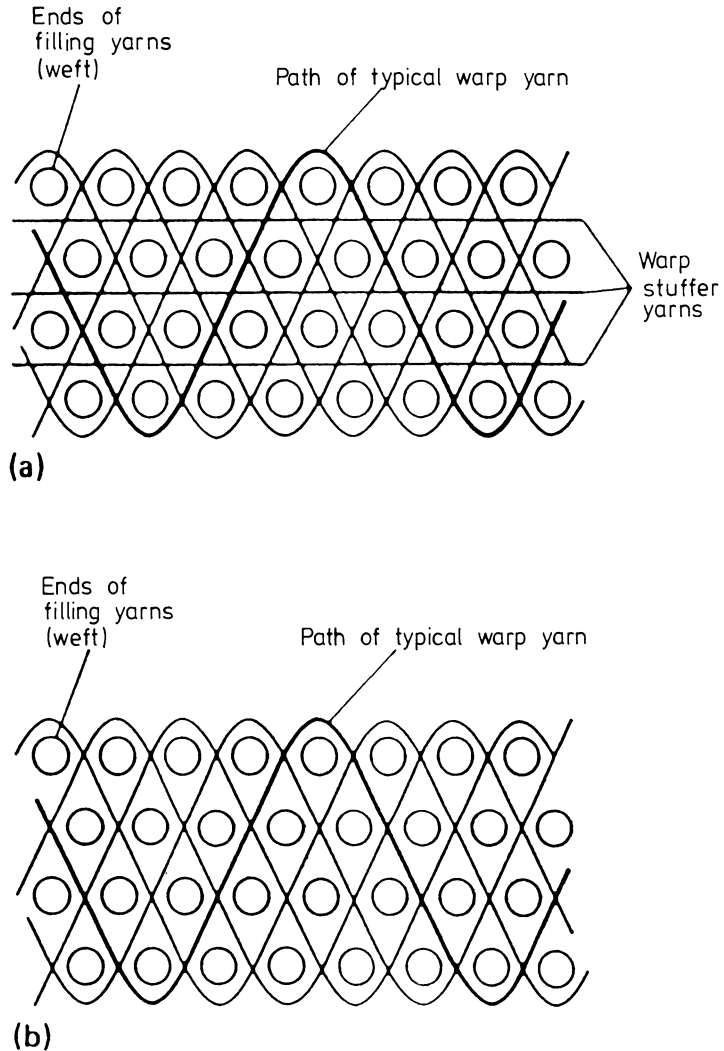 Ends of
filling yarns
(weft)
Path of typical warp yarn
Warp
stuffer
yarns
(a)
Ends of
filling yarns
(weft)
Path of typical warp yarn
(b)